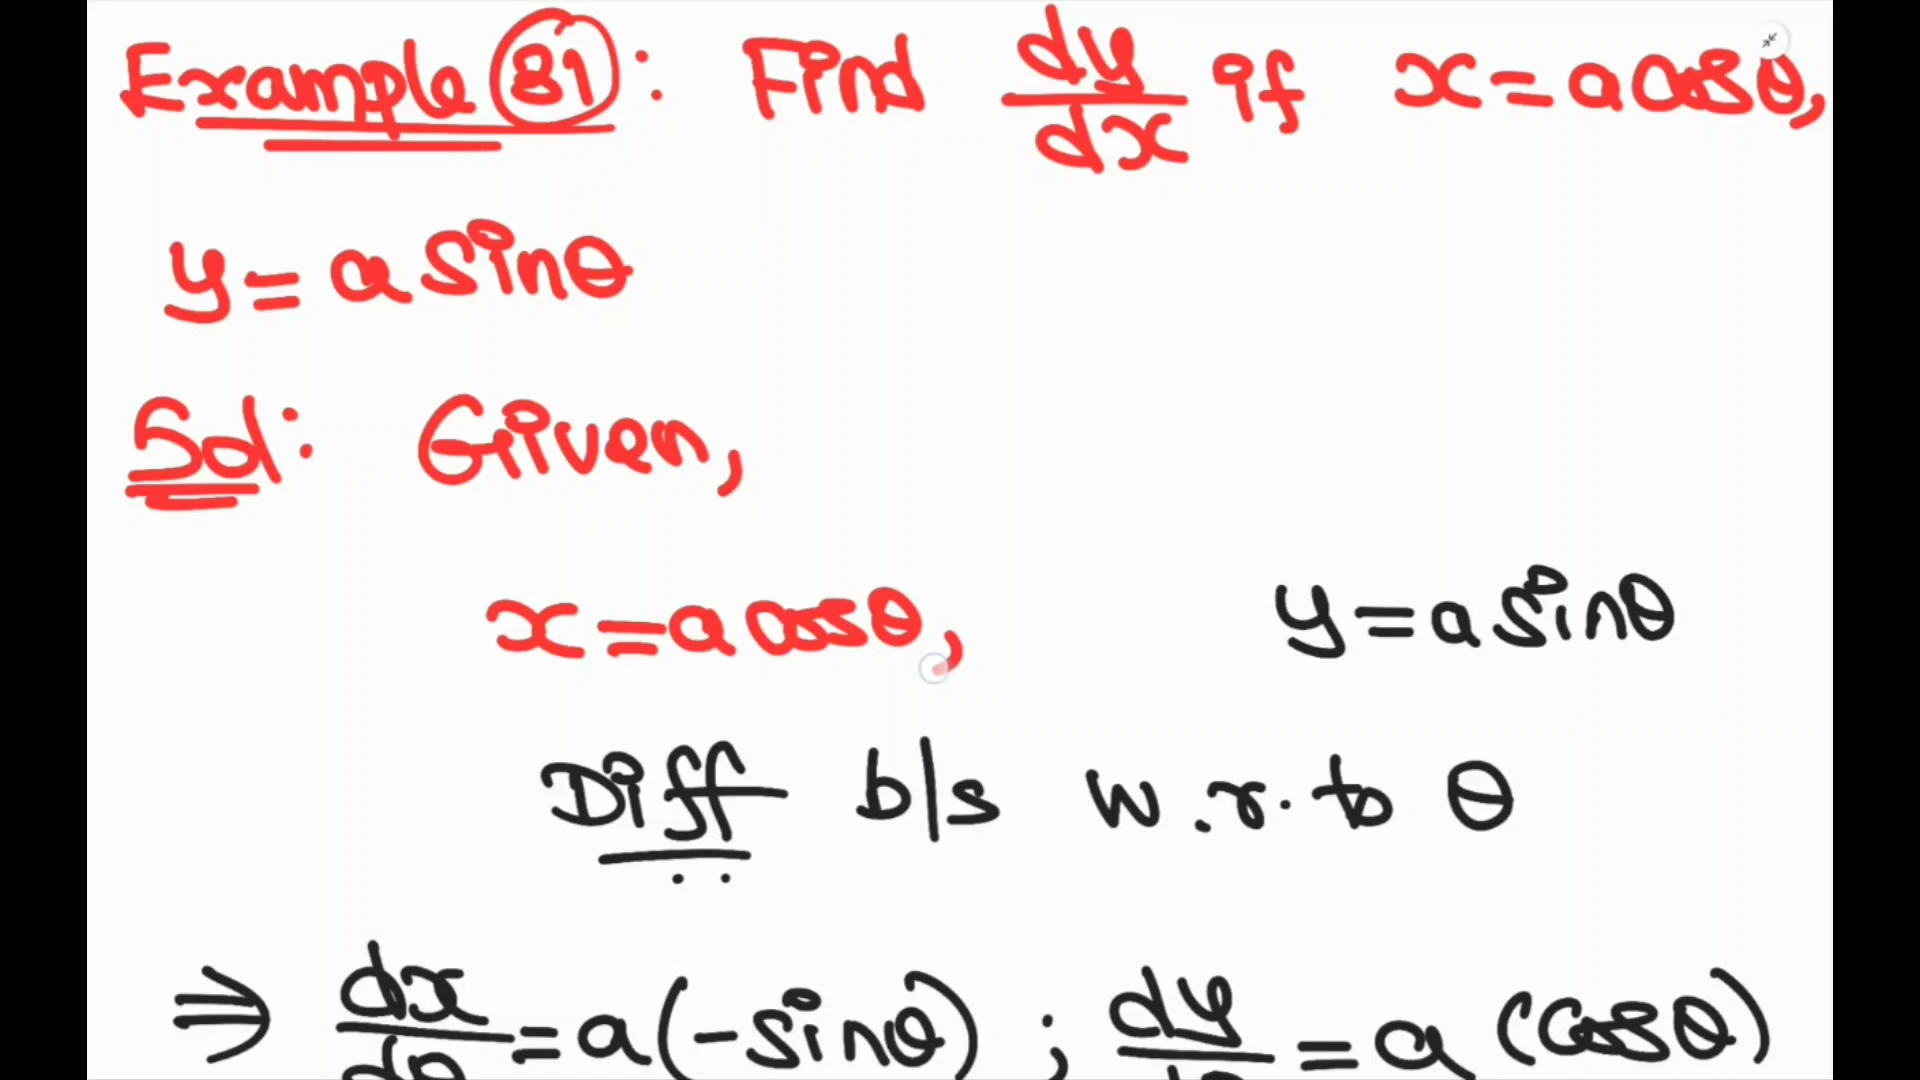 Example 81: Find dy/dx if x=a cosθ,
y=a sinθ
Sol: Given,
x=a cosθ, y=a sinθ
Diff b/s w.r.to θ
⇒ dx/dθ = a(-sinθ) ; dy/dθ = a (cosθ)